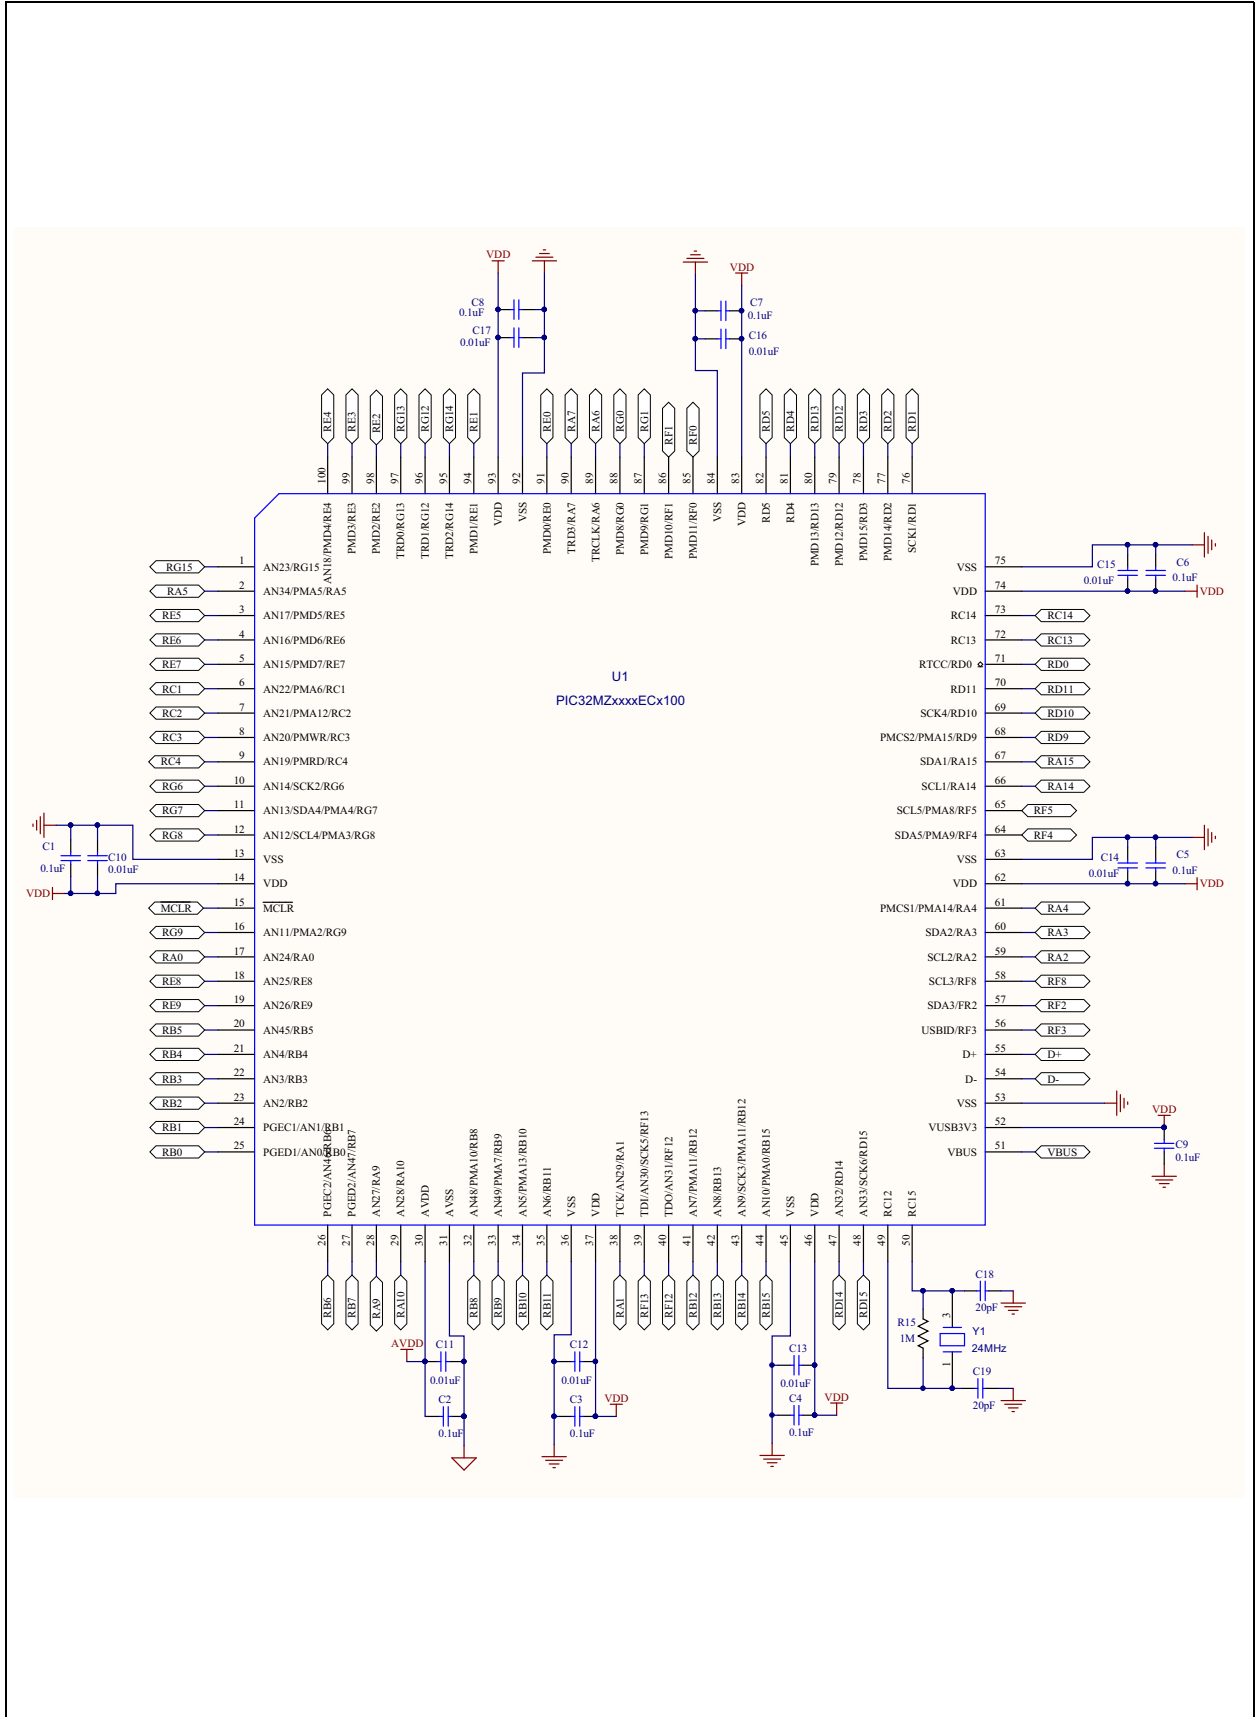 VDD
VDD
C8
0.1uF
C17
0.01uF
C7
0.1uF
C16
0.01uF
RE4
RE3
RE2
RG13
RG12
RG14
RE1
RE0
RA7
RA6
RG0
RG1
RF1
RF0
RD5
RD4
RD13
RD12
RD3
RD2
RD1
100
99
98
97
96
95
94
93
92
91
90
89
88
87
86
85
84
83
82
81
80
79
78
77
76
AN18/PMD4/RE4
PMD3/RE3
PMD2/RE2
TRD0/RG13
TRD1/RG12
TRD2/RG14
PMD1/RE1
VDD
VSS
PMD0/RE0
TRD3/RA7
TRCLK/RA6
PMD8/RG0
PMD9/RG1
PMD10/RF1
PMD11/RF0
VSS
VDD
RD5
RD4
PMD13/RD13
PMD12/RD12
PMD15/RD3
PMD14/RD2
SCK1/RD1
U1
PIC32MZxxxxECx100
RG15 1 AN23/RG15
RA5 2 AN34/PMA5/RA5
RE5 3 AN17/PMD5/RE5
RE6 4 AN16/PMD6/RE6
RE7 5 AN15/PMD7/RE7
RC1 6 AN22/PMA6/RC1
RC2 7 AN21/PMA12/RC2
RC3 8 AN20/PMWR/RC3
RC4 9 AN19/PMRD/RC4
RG6 10 AN14/SCK2/RG6
RG7 11 AN13/SDA4/PMA4/RG7
RG8 12 AN12/SCL4/PMA3/RG8
13 VSS
14 VDD
C1
0.1uF
C10
0.01uF
VDD
MCLR 15 MCLR
RG9 16 AN11/PMA2/RG9
RA0 17 AN24/RA0
RE8 18 AN25/RE8
RE9 19 AN26/RE9
RB5 20 AN45/RB5
RB4 21 AN4/RB4
RB3 22 AN3/RB3
RB2 23 AN2/RB2
RB1 24 PGEC1/AN1/RB1
RB0 25 PGED1/AN0/RB0
VSS 75
VDD 74
C15
0.01uF
C6
0.1uF
VDD
RC14 73 RC14
RC13 72 RC13
RTCC/RD0 71 RD0
RD11 70 RD11
SCK4/RD10 69 RD10
PMCS2/PMA15/RD9 68 RD9
SDA1/RA15 67 RA15
SCL1/RA14 66 RA14
SCL5/PMA8/RF5 65 RF5
SDA5/PMA9/RF4 64 RF4
VSS 63
VDD 62
C14
0.01uF
C5
0.1uF
VDD
PMCS1/PMA14/RA4 61 RA4
SDA2/RA3 60 RA3
SCL2/RA2 59 RA2
SCL3/RF8 58 RF8
SDA3/FR2 57 RF2
USBID/RF3 56 RF3
D+ 55 D+
D- 54 D-
VSS 53
VUSB3V3 52
VBUS 51 VBUS
VDD
C9
0.1uF
PGEC2/AN46/RB6
PGED2/AN47/RB7
AN27/RA9
AN28/RA10
AVDD
AVSS
AN48/PMA10/RB8
AN49/PMA7/RB9
AN5/PMA13/RB10
AN6/RB11
VSS
VDD
TCK/AN29/RA1
TDI/AN30/SCK5/RF13
TDO/AN31/RF12
AN7/PMA11/RB12
AN8/RB13
AN9/SCK3/PMA11/RB12
AN10/PMA0/RB15
VSS
VDD
AN32/RD14
AN33/SCK6/RD15
RC12
RC15
26
27
28
29
30
31
32
33
34
35
36
37
38
39
40
41
42
43
44
45
46
47
48
49
50
RB6
RB7
RA9
RA10
RB8
RB9
RB10
RB11
RA1
RF13
RF12
RB12
RB13
RB14
RB15
RD14
RD15
AVDD
C11
0.01uF
C2
0.1uF
C12
0.01uF
C3
0.1uF
VDD
C13
0.01uF
C4
0.1uF
VDD
R15
1M
3
Y1
24MHz
1
C18
20pF
C19
20pF